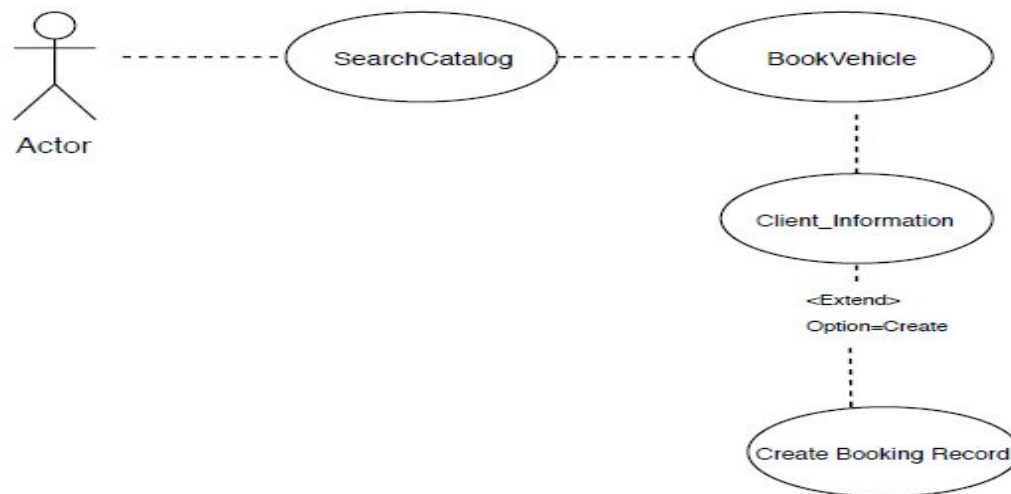 SearchCatalog
BookVehicle
Actor
Client_Information
<Extend>
Option=Create
Create Booking Record